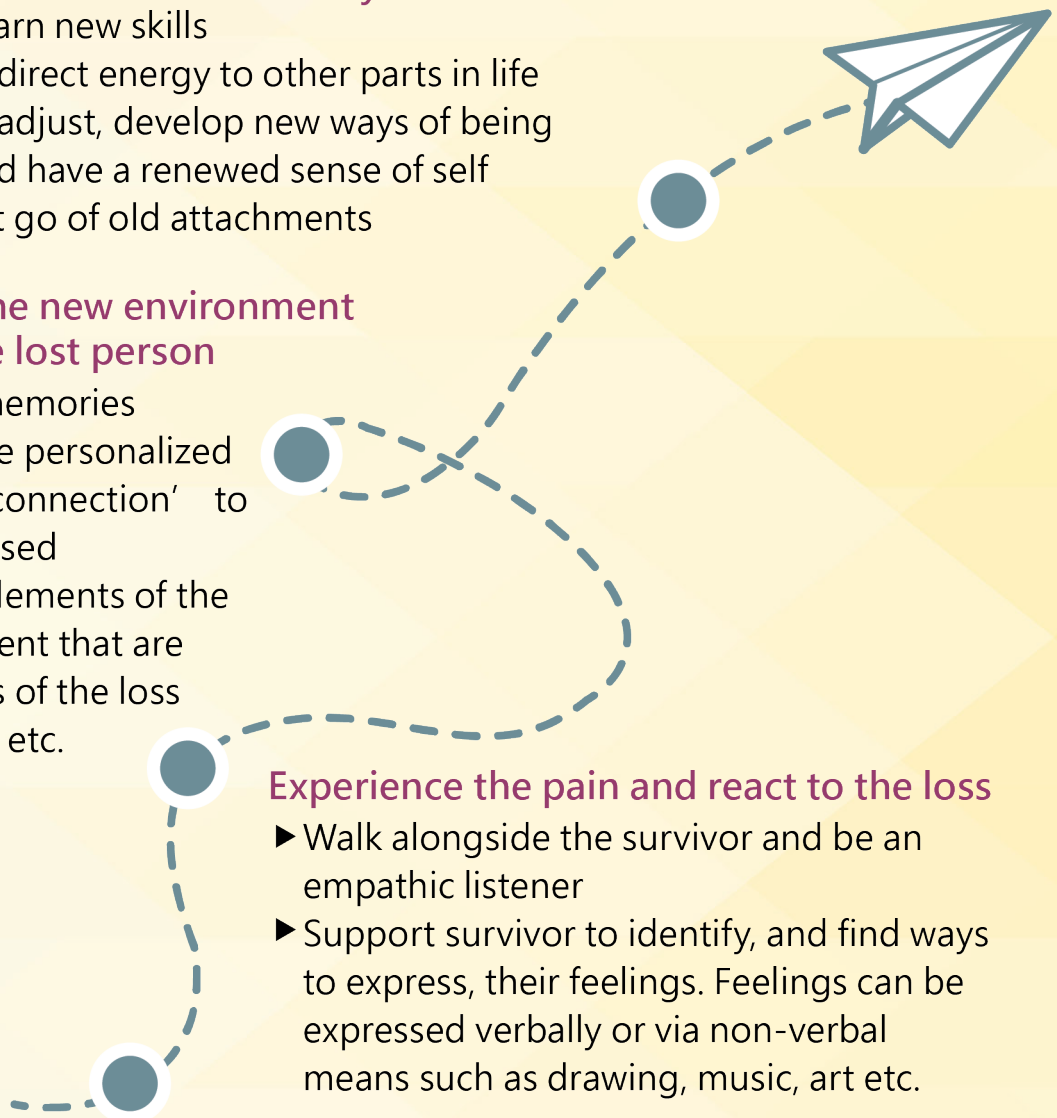 arn new skills
direct energy to other parts in life
adjust, develop new ways of being
d have a renewed sense of self
t go of old attachments
he new environment
e lost person
nemories
e personalized
connection’ to
sed
lements of the
ent that are
s of the loss
etc.
Experience the pain and react to the loss
▶Walk alongside the survivor and be an
empathic listener
▶Support survivor to identify, and find ways
to express, their feelings. Feelings can be
expressed verbally or via non-verbal
means such as drawing, music, art etc.